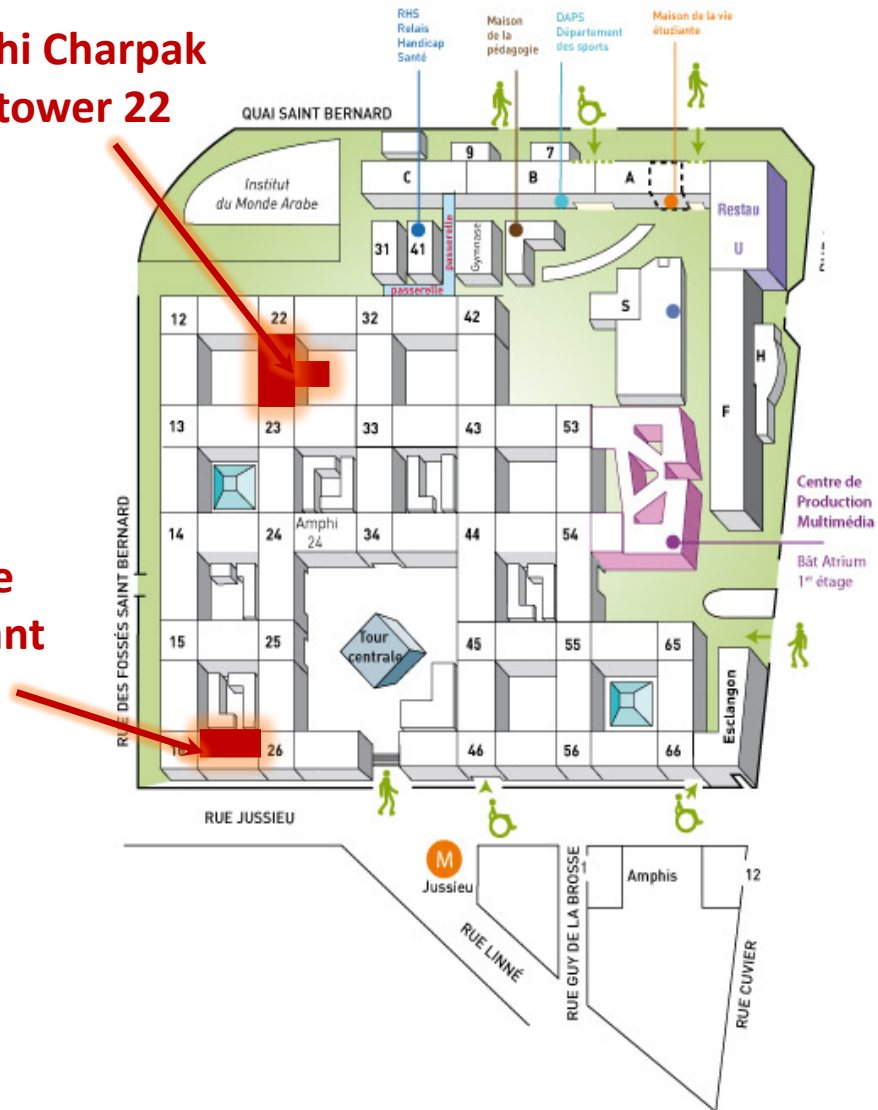 RHS
Relais
Handicap
Santé
Maison
de la
pédagogie
DAPS
Département
des sports
Maison de la vie
étudiante
hi Charpak
tower 22
QUAI SAINT BERNARD
Institut
du Monde Arabe
C
9
B
7
A
Restau
U
31
41
passerelle
Gymnase
passerelle
S
H
F
12
22
32
42
13
23
33
43
53
Centre de
Production
Multimédia
Bât Atrium
1er étage
14
24
Amphi
24
34
44
54
RUE DES FOSSÉS SAINT BERNARD
e
ant
15
25
Tour
centrale
45
55
65
Esclangon
26
46
56
66
RUE JUSSIEU
M
Jussieu
RUE LINNÉ
RUE GUY DE LA BROSSE
1
Amphis
12
RUE CUVIER